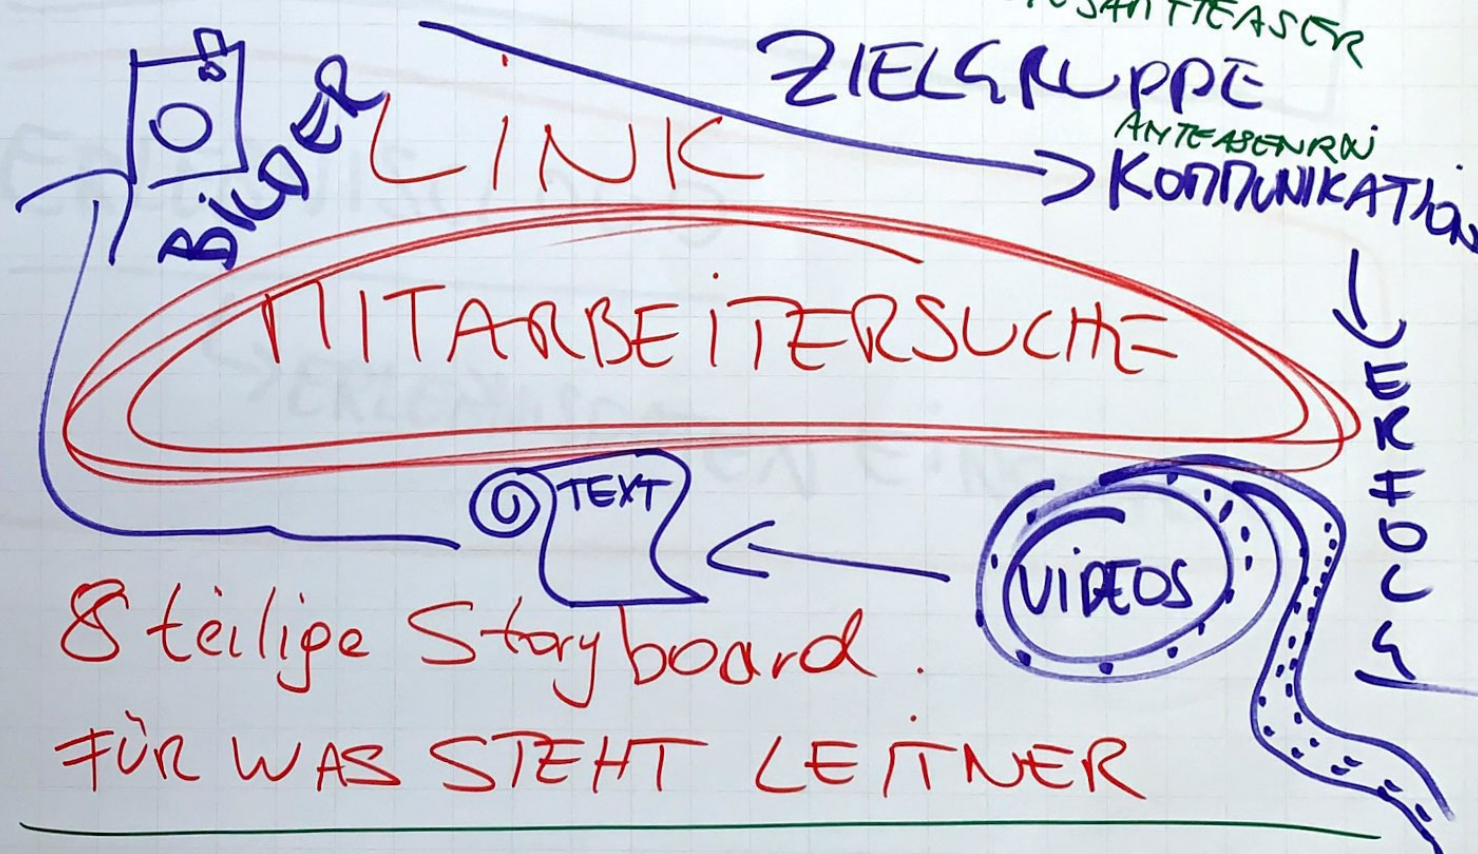 ZIELGRUPPE
KOMMUNIKATION
BILDER
LINK
MITARBEITERSUCHE
ERFOLG
TEXT
VIDEOS
8 teilige Storyboard.
FÜR WAS STEHT LEITNER